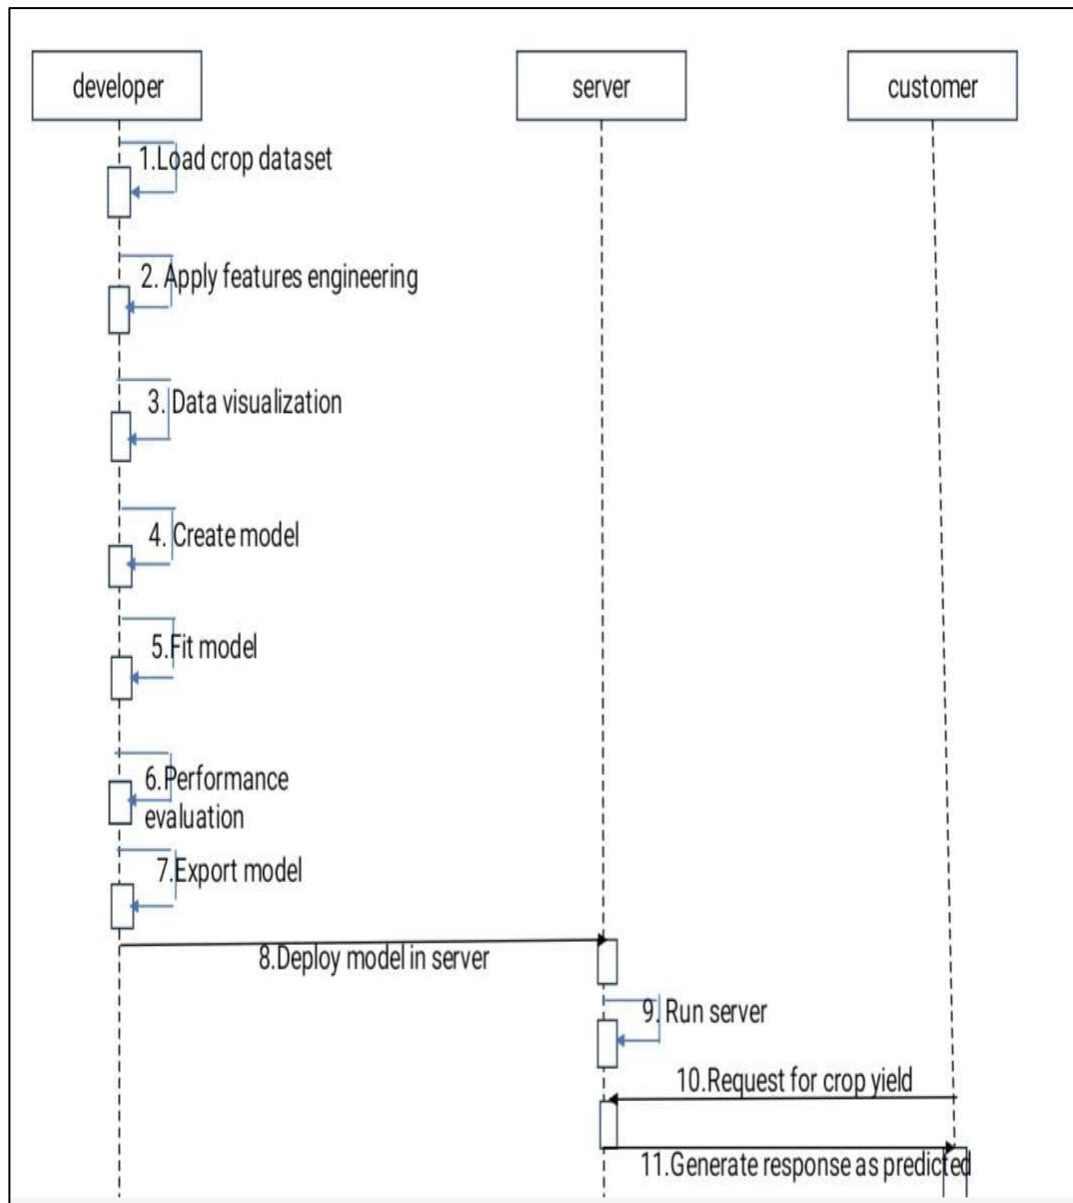 developer
server
customer
1.Load crop dataset
2. Apply features engineering
3. Data visualization
4. Create model
5.Fit model
6.Performance
evaluation
7.Export model
8.Deploy model in server
9. Run server
10.Request for crop yield
11.Generate response as predicted